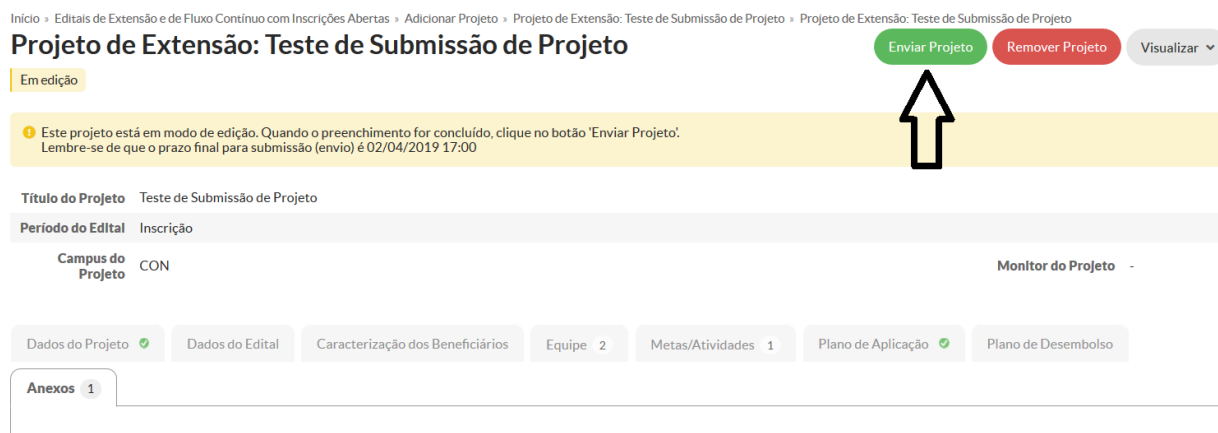 Início » Editais de Extensão e de Fluxo Contínuo com Inscrições Abertas » Adicionar Projeto » Projeto de Extensão: Teste de Submissão de Projeto » Projeto de Extensão: Teste de Submissão de Projeto
Projeto de Extensão: Teste de Submissão de Projeto
Enviar Projeto Remover Projeto Visualizar
Em edição
Este projeto está em modo de edição. Quando o preenchimento for concluído, clique no botão 'Enviar Projeto'.
Lembre-se de que o prazo final para submissão (envio) é 02/04/2019 17:00
Título do Projeto Teste de Submissão de Projeto
Período do Edital Inscrição
Campus do
Projeto CON
Monitor do Projeto -
Dados do Projeto Dados do Edital Caracterização dos Beneficiários Equipe 2 Metas/Atividades 1 Plano de Aplicação Plano de Desembolso
Anexos 1